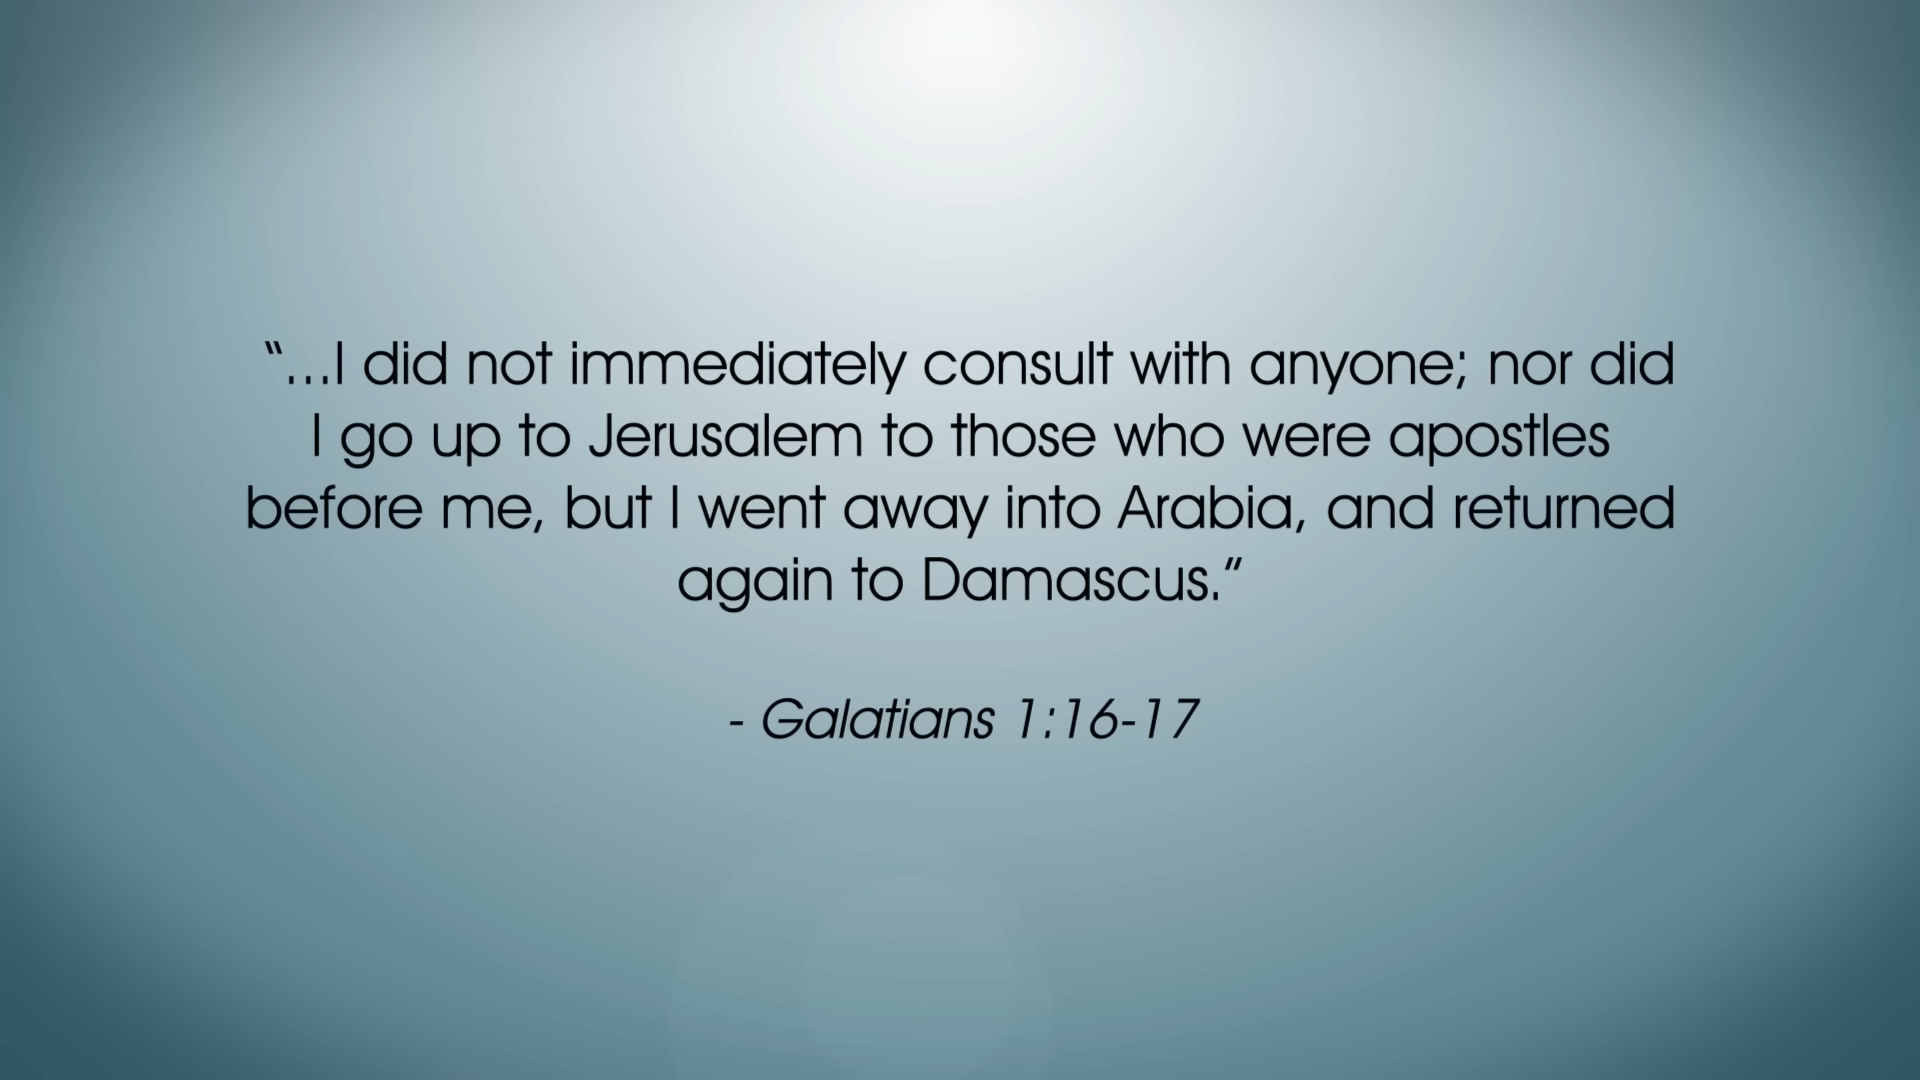 “...I did not immediately consult with anyone; nor did
I go up to Jerusalem to those who were apostles
before me, but I went away into Arabia, and returned
again to Damascus.”
- Galatians 1:16-17